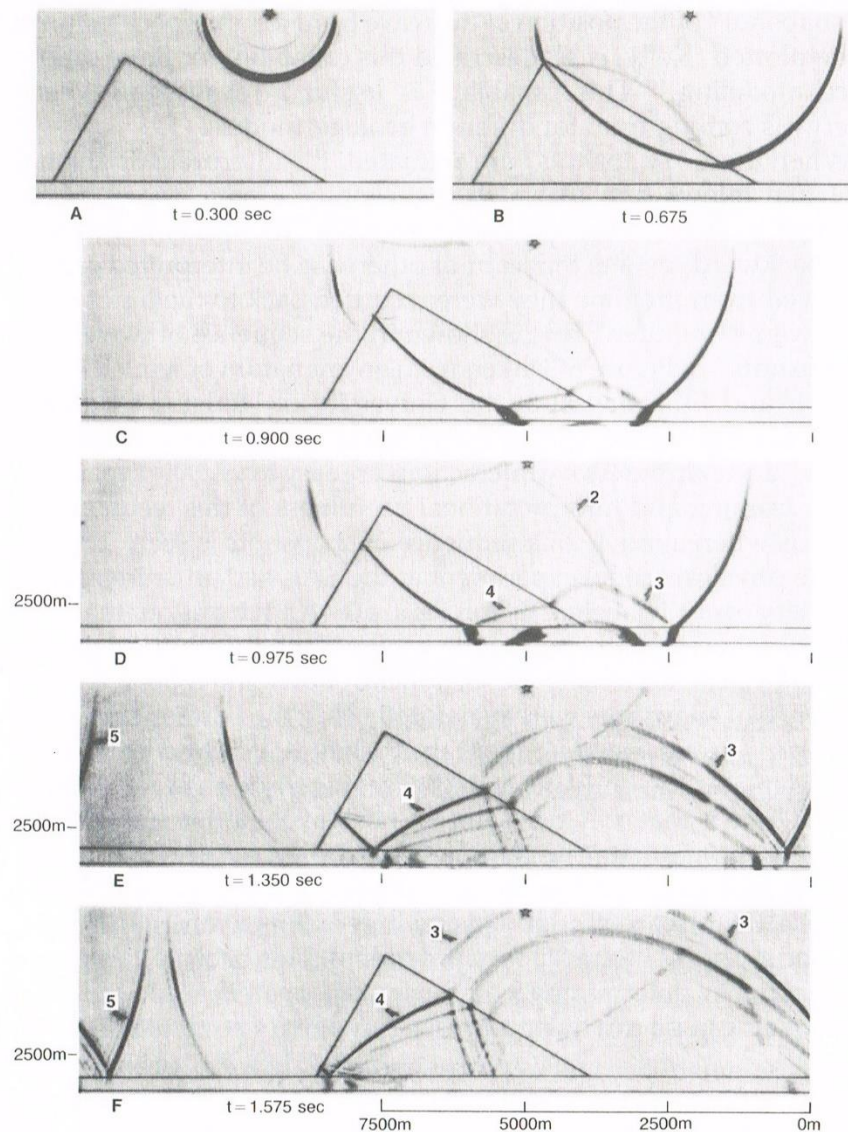 A t=0.300 sec
B t=0.675
C t=0.900 sec
2
2500m
4
3
D t=0.975 sec
5
3
4
2500m
E t=1.350 sec
3
3
5
4
2500m
F t=1.575 sec
7500m 5000m 2500m 0m